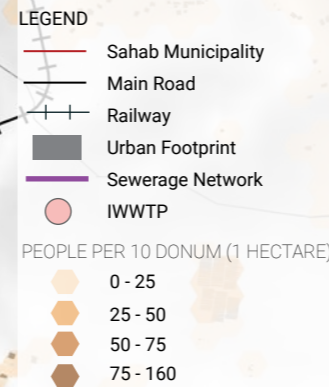 LEGEND
Sahab Municipality
Main Road
Railway
Urban Footprint
Sewerage Network
IWWTP
PEOPLE PER 10 DONUM (1 HECTARE)
0 - 25
25 - 50
50 - 75
75 - 160